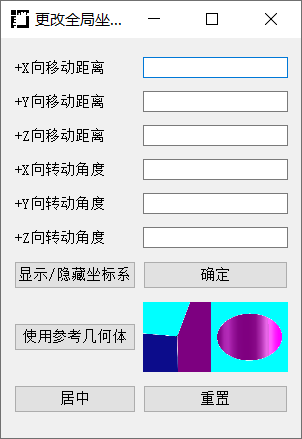 更改全局坐...
+X向移动距离
+Y向移动距离
+Z向移动距离
+X向转动角度
+Y向转动角度
+Z向转动角度
显示/隐藏坐标系 确定
使用参考几何体
居中 重置